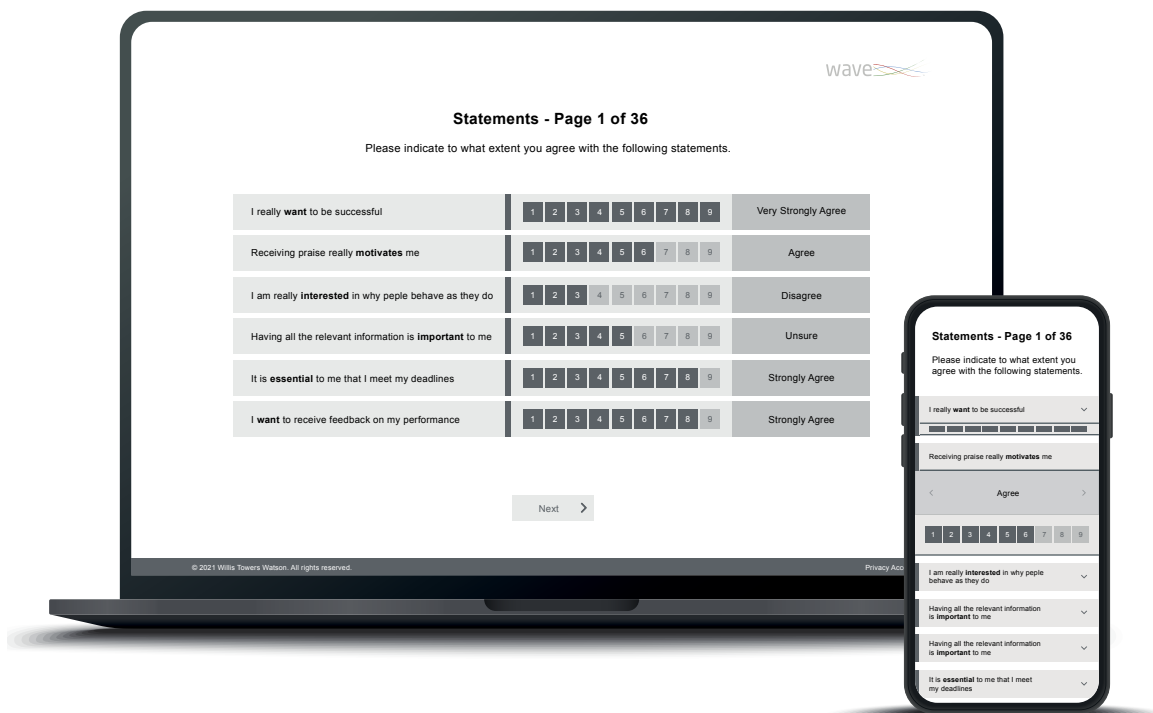 wave
Statements - Page 1 of 36
Please indicate to what extent you agree with the following statements.
I really want to be successful 1 2 3 4 5 6 7 8 9 Very Strongly Agree
Receiving praise really motivates me 1 2 3 4 5 6 7 8 9 Agree
I am really interested in why peple behave as they do 1 2 3 4 5 6 7 8 9 Disagree
Having all the relevant information is important to me 1 2 3 4 5 6 7 8 9 Unsure
It is essential to me that I meet my deadlines 1 2 3 4 5 6 7 8 9 Strongly Agree
I want to receive feedback on my performance 1 2 3 4 5 6 7 8 9 Strongly Agree
Next
© 2021 Willis Towers Watson. All rights reserved. Privacy Aco
Statements - Page 1 of 36
Please indicate to what extent you
agree with the following statements.
I really want to be successful
Receiving praise really motivates me
Agree
1 2 3 4 5 6 7 8 9
I am really interested in why peple
behave as they do
Having all the relevant information
is important to me
Having all the relevant information
is important to me
It is essential to me that I meet
my deadlines